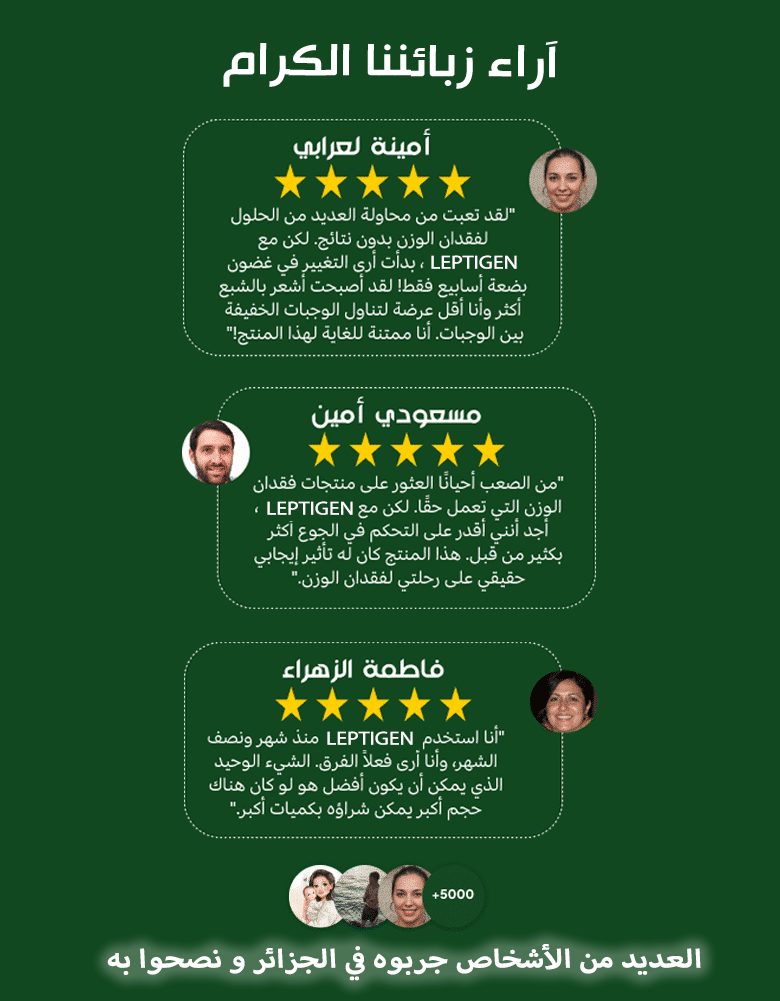 آراء زبائننا الكرام
أمينة لعرابي
"لقد تعبت من محاولة العديد من الحلول
لفقدان الوزن بدون نتائج. لكن مع
LEPTIGEN ، بدأت أرى التغيير في غضون
بضعة أسابيع فقط! لقد أصبحت أشعر بالشبع
أكثر وأنا أقل عرضة لتناول الوجبات الخفيفة
بين الوجبات. أنا ممتنة للغاية لهذا المنتج!"
مسعودي أمين
"من الصعب أحيانًا العثور على منتجات فقدان
الوزن التي تعمل حقًا. لكن مع LEPTIGEN ،
أجد أنني أقدر على التحكم في الجوع أكثر
بكثير من قبل. هذا المنتج كان له تأثير إيجابي
حقيقي على رحلتي لفقدان الوزن."
فاطمة الزهراء
"أنا استخدم LEPTIGEN منذ شهر ونصف
الشهر، وأنا أرى فعلاً الفرق. الشيء الوحيد
الذي يمكن أن يكون أفضل هو لو كان هناك
حجم أكبر يمكن شراؤه بكميات أكبر."
+5000
العديد من الأشخاص جربوه في الجزائر و نصحوا به